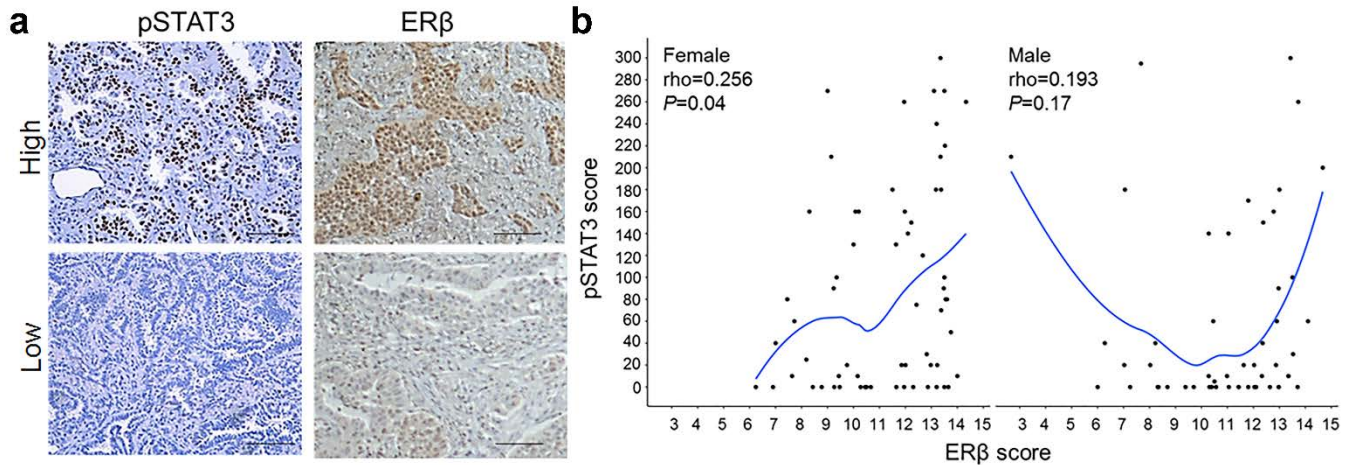 a
pSTAT3
ERβ
b
High
Low
pSTAT3 score
300
280
260
240
220
200
180
160
140
120
100
80
60
40
20
0
Female
rho=0.256
P=0.04
Male
rho=0.193
P=0.17
3 4 5 6 7 8 9 10 11 12 13 14 15
3 4 5 6 7 8 9 10 11 12 13 14 15
ERβ score